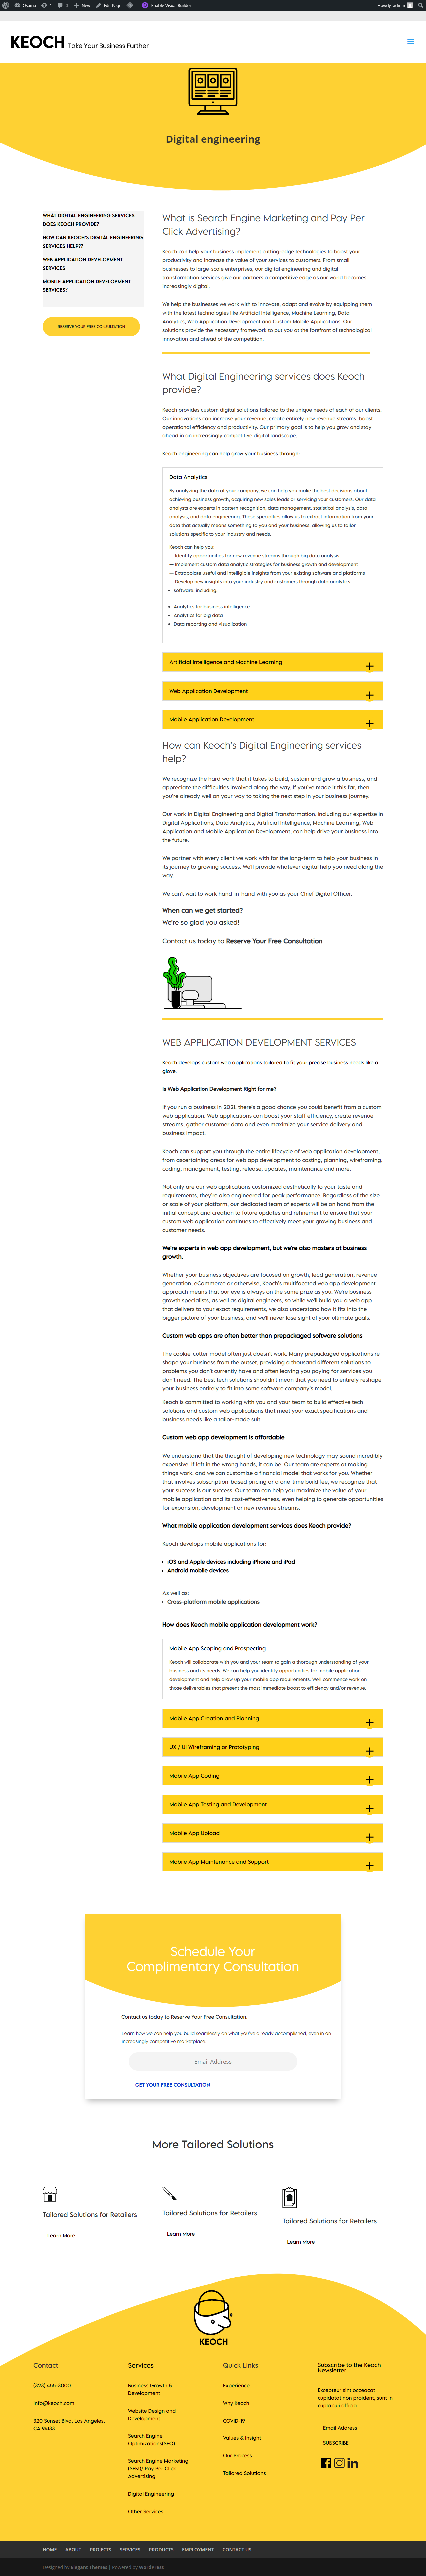 Osama 1 0 New Edit Page Enable Visual Builder Howdy, admin
KEOCH Take Your Business Further
Digital engineering
WHAT DIGITAL ENGINEERING SERVICES
DOES KEOCH PROVIDE?
HOW CAN KEOCH'S DIGITAL ENGINEERING
SERVICES HELP??
WEB APPLICATION DEVELOPMENT
SERVICES
MOBILE APPLICATION DEVELOPMENT
SERVICES?
RESERVE YOUR FREE CONSULTATION
What is Search Engine Marketing and Pay Per
Click Advertising?
Keoch can help your business implement cutting-edge technologies to boost your
productivity and increase the value of your services to customers. From small
businesses to large-scale enterprises, our digital engineering and digital
transformation services give our partners a competitive edge as our world becomes
increasingly digital.
We help the businesses we work with to innovate, adapt and evolve by equipping them
with the latest technologies like Artificial Intelligence, Machine Learning, Data
Analytics, Web Application Development and Custom Mobile Applications. Our
solutions provide the necessary framework to put you at the forefront of technological
innovation and ahead of the competition.
What Digital Engineering services does Keoch
provide?
Keoch provides custom digital solutions tailored to the unique needs of each of our clients.
Our innovations can increase your revenue, create entirely new revenue streams, boost
operational efficiency and productivity. Our primary goal is to help you grow and stay
ahead in an increasingly competitive digital landscape.
Keoch engineering can help grow your business through:
Data Analytics
By analysing the data of your company, we can help you make the best decisions about
achieving business growth, acquiring new sales leads or servicing your customers. Our data
analysts are experts in pattern recognition, data management, statistical analysis, data
analysis, and data engineering. These specialties allow us to extract information from your
data that actually means something to you and your business, allowing us to tailor
solutions specific to your industry and needs.
Keoch can help you:
— Identify opportunities for new revenue streams through big data analysis
— Implement custom data analytic strategies for business growth and development
— Extrapolate useful and intelligible insights from your existing software and platforms
— Develop new insights into your industry and customers through data analytics
• software, including:
• Analytics for business intelligence
• Analytics for big data
• Data reporting and visualization
Artificial Intelligence and Machine Learning
Web Application Development
Mobile Application Development
How can Keoch's Digital Engineering services
help?
We recognize the hard work that it takes to build, sustain and grow a business, and
appreciate the difficulties involved along the way. If you've made it this far, then
you're already well on your way to taking the next step in your business journey.
Our work in Digital Engineering and Digital Transformation, including our expertise in
Digital Applications, Data Analytics, Artificial Intelligence, Machine Learning, Web
Application and Mobile Application Development, can help drive your business into
the future.
We partner with every client we work with for the long-term to help your business in
its journey to growing success. We'll provide whatever digital help you need along the
way.
We can't wait to work hand-in-hand with you as your Chief Digital Officer.
When can we get started?
We're so glad you asked!
Contact us today to Reserve Your Free Consultation
WEB APPLICATION DEVELOPMENT SERVICES
Keoch develops custom web applications tailored to fit your precise business needs like a
glove.
Is Web Application Development Right for me?
If you run a business in 2021, there's a good chance you could benefit from a custom
web application. Web applications can boost your staff efficiency, create revenue
streams, gather customer data and even maximize your service delivery and
business impact.
Keoch can support you through the entire lifecycle of web application development,
from ascertaining areas for web app development to costing, planning, wireframing,
coding, management, testing, release, updates, maintenance and more.
Not only are our web applications customized aesthetically to your taste and
requirements, they're also engineered for peak performance. Regardless of the size
or scale of your platform, our dedicated team of experts will be on hand from the
initial concept and creation to future updates and refinement to ensure that your
custom web application continues to effectively meet your growing business and
customer needs.
We're experts in web app development, but we're also masters at business
growth.
Whether your business objectives are focused on growth, lead generation, revenue
generation, eCommerce or otherwise, Keoch's multifaceted web app development
approach means that our eye is always on the same prize as you. We're business
growth specialists, as well as digital engineers, so while we'll build you a web app
that delivers to your exact requirements, we also understand how it fits into the
bigger picture of your business, and we'll never lose sight of your ultimate goals.
Custom web apps are often better than prepackaged software solutions
The cookie-cutter model often just doesn't work. Many prepackaged applications re-
shape your business from the outset, providing a thousand different solutions to
problems you don't currently have and often leaving you paying for services you
don't need. The best tech solutions shouldn't mean that you need to entirely reshape
your business entirely to fit into some software company's model.
Keoch is committed to working with you and your team to build effective tech
solutions and custom web applications that meet your exact specifications and
business needs like a tailor-made suit.
Custom web app development is affordable
We understand that the thought of developing new technology may sound incredibly
expensive. If left in the wrong hands, it can be. Our team are experts at making
things work, and we can customize a financial model that works for you. Whether
that involves subscription-based pricing or a one-time build fee, we recognize that
your success is our success. Our team can help you maximize the value of your
mobile application and its cost-effectiveness, even helping to generate opportunities
for expansion, development or new revenue streams.
What mobile application development services does Keoch provide?
Keoch develops mobile applications for:
• iOS and Apple devices including iPhone and iPad
• Android mobile devices
As well as:
• Cross-platform mobile applications
How does Keoch mobile application development work?
Mobile App Scoping and Prospecting
Keoch will collaborate with you and your team to gain a thorough understanding of your
business and its needs. We can help you identify opportunities for mobile application
development and help draw up your mobile app requirements. We'll commence work on
those deliverables that present the most immediate boost to efficiency and/or revenue.
Mobile App Creation and Planning
UX / UI Wireframing or Prototyping
Mobile App Coding
Mobile App Testing and Development
Mobile App Upload
Mobile App Maintenance and Support
Schedule Your
Complimentary Consultation
Contact us today to Reserve Your Free Consultation.
Learn how we can help you build seamlessly on what you've already accomplished, even in an
increasingly competitive marketplace.
Email Address
GET YOUR FREE CONSULTATION
More Tailored Solutions
Tailored Solutions for Retailers
Learn More
Tailored Solutions for Retailers
Learn More
Tailored Solutions for Retailers
Learn More
KEOCH
Contact
(323) 455-3000
info@keoch.com
320 Sunset Blvd, Los Angeles,
CA 94133
Services
Business Growth &
Development
Website Design and
Development
Search Engine
Optimizations(SEO)
Search Engine Marketing
(SEM)/ Pay Per Click
Advertising
Digital Engineering
Other Services
Quick Links
Experience
Why Keoch
COVID-19
Values & Insight
Our Process
Tailored Solutions
Subscribe to the Keoch
Newsletter
Excepteur sint occaecat
cupidatat non proident, sunt in
culpa qui officia
Email Address
SUBSCRIBE
HOME ABOUT PROJECTS SERVICES PRODUCTS EMPLOYMENT CONTACT US
Designed by Elegant Themes | Powered by WordPress